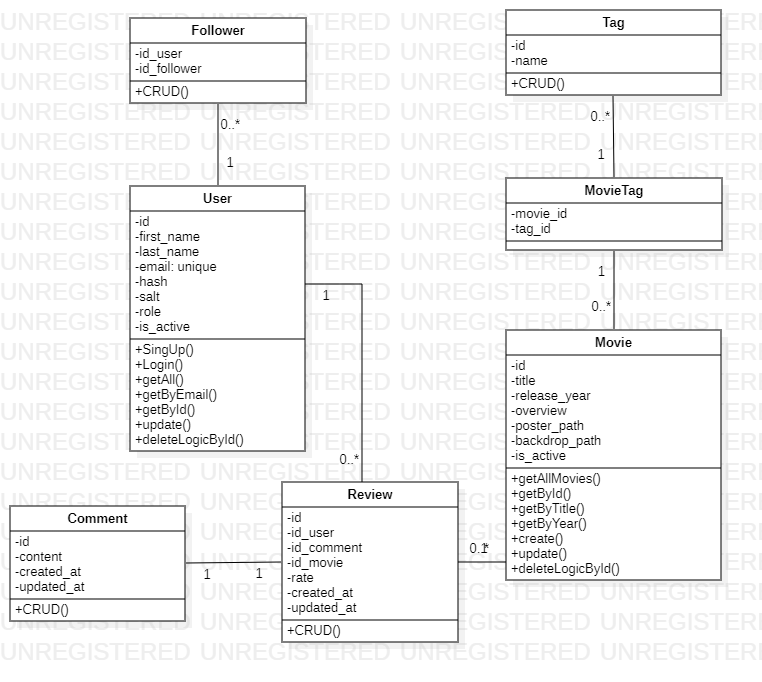 Follower
-id_user
-id_follower
+CRUD()
0..*
1
User
-id
-first_name
-last_name
-email: unique
-hash
-salt
-role
-is_active
+SingUp()
+Login()
+getAll()
+getByEmail()
+getById()
+update()
+deleteLogicById()
1
0..*
Tag
-id
-name
+CRUD()
0..*
1
MovieTag
-movie_id
-tag_id
1
0..*
Movie
-id
-title
-release_year
-overview
-poster_path
-backdrop_path
-is_active
+getAllMovies()
+getById()
+getByTitle()
+getByYear()
+create()
+update()
+deleteLogicById()
Comment
-id
-content
-created_at
-updated_at
+CRUD()
1
1
Review
-id
-id_user
-id_comment
-id_movie
-rate
-created_at
-updated_at
+CRUD()
UNREGISTERED UNREGISTERED UNREGISTERED